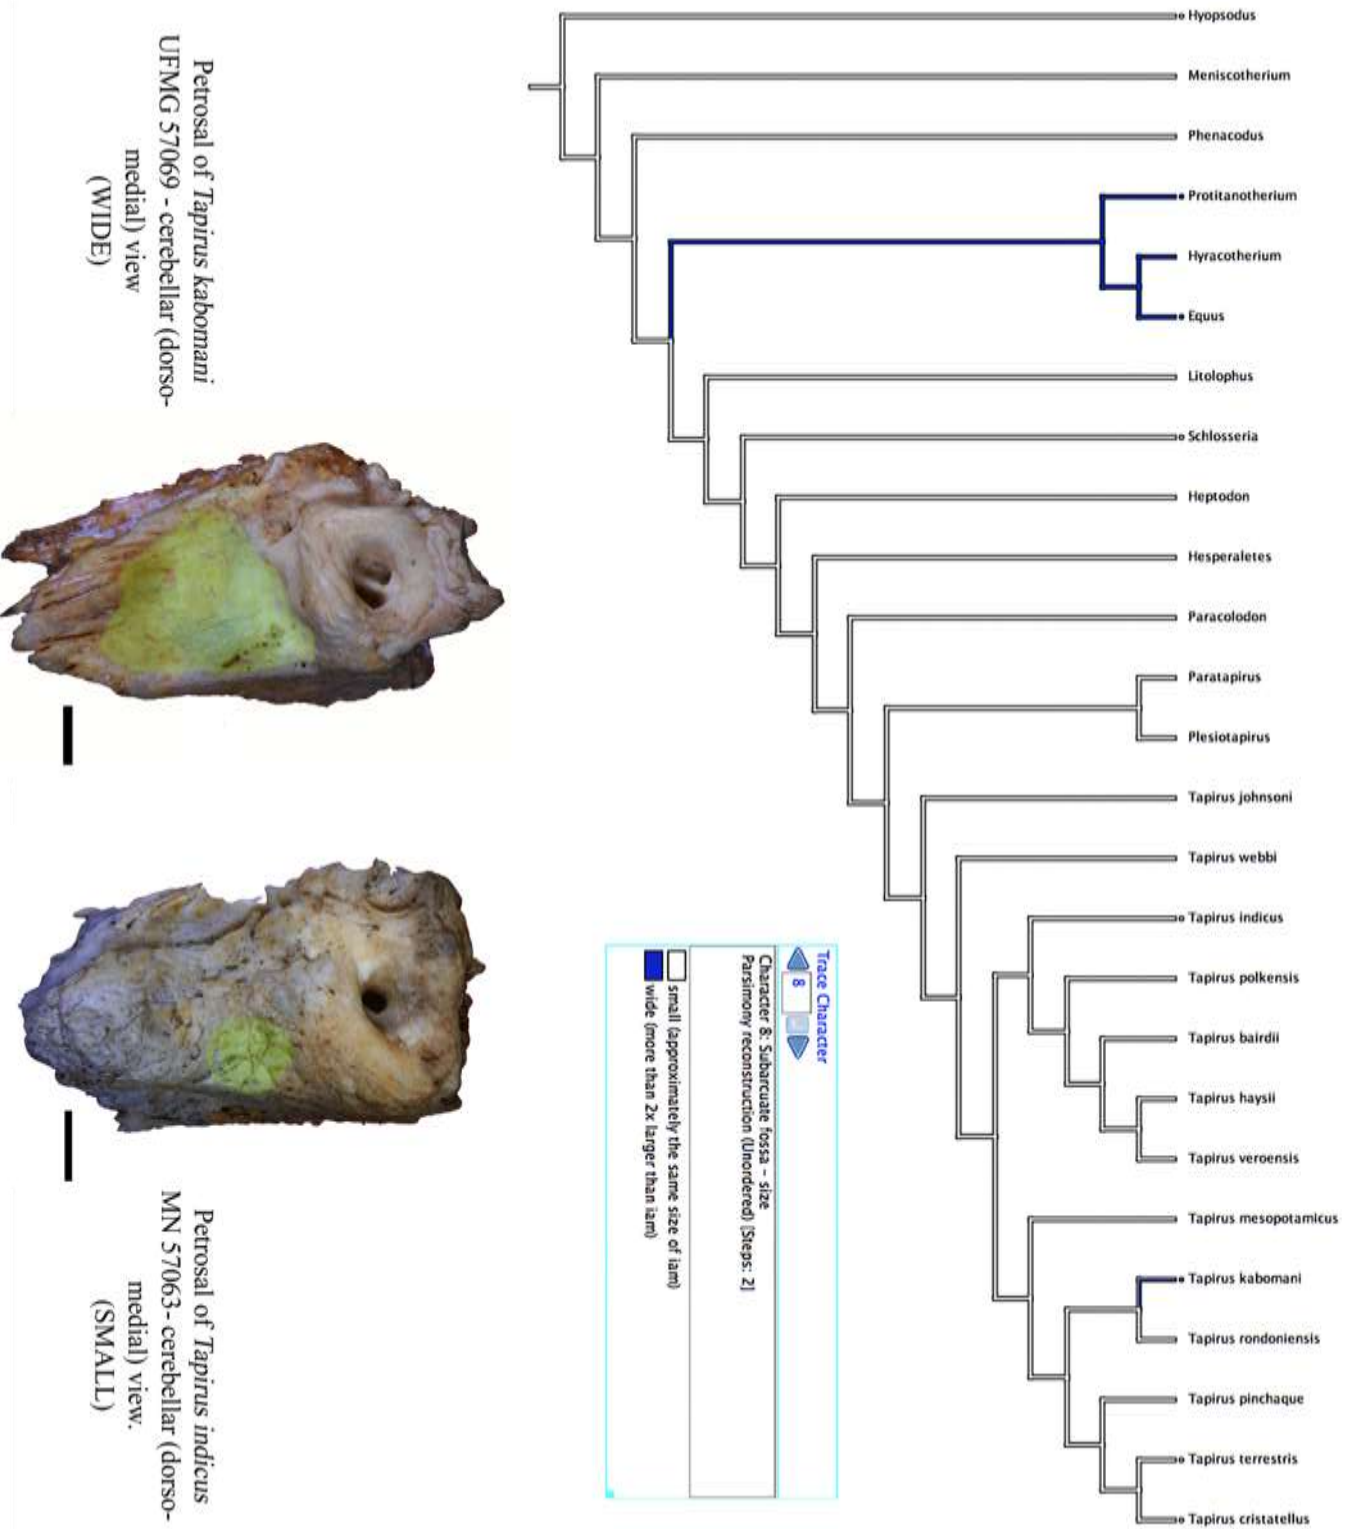 Hyopsodus
Meniscotherium
Phenacodus
Protitanotherium
Hyracotherium
Equus
Litolophus
Schlosseria
Heptodon
Hesperaletes
Paracolodon
Paratapirus
Plesiotapirus
Tapirus johnsoni
Tapirus webbi
Tapirus indicus
Tapirus polkensis
Tapirus bairdii
Tapirus haysii
Tapirus veroensis
Tapirus mesopotamicus
Tapirus kabomani
Tapirus rondoniensis
Tapirus pinchaque
Tapirus terrestris
Tapirus cristatellus
Trace Character
8
Character 8: Subarcuate fossa – size
Parsimony reconstruction (Unordered) [Steps: 2]
small (approximately the same size of iam)
wide (more than 2x larger than iam)
Petrosal of Tapirus kabomani
UFMG 57069 - cerebellar (dorso-
medial) view
(WIDE)
Petrosal of Tapirus indicus
MN 57063- cerebellar (dorso-
medial) view.
(SMALL)